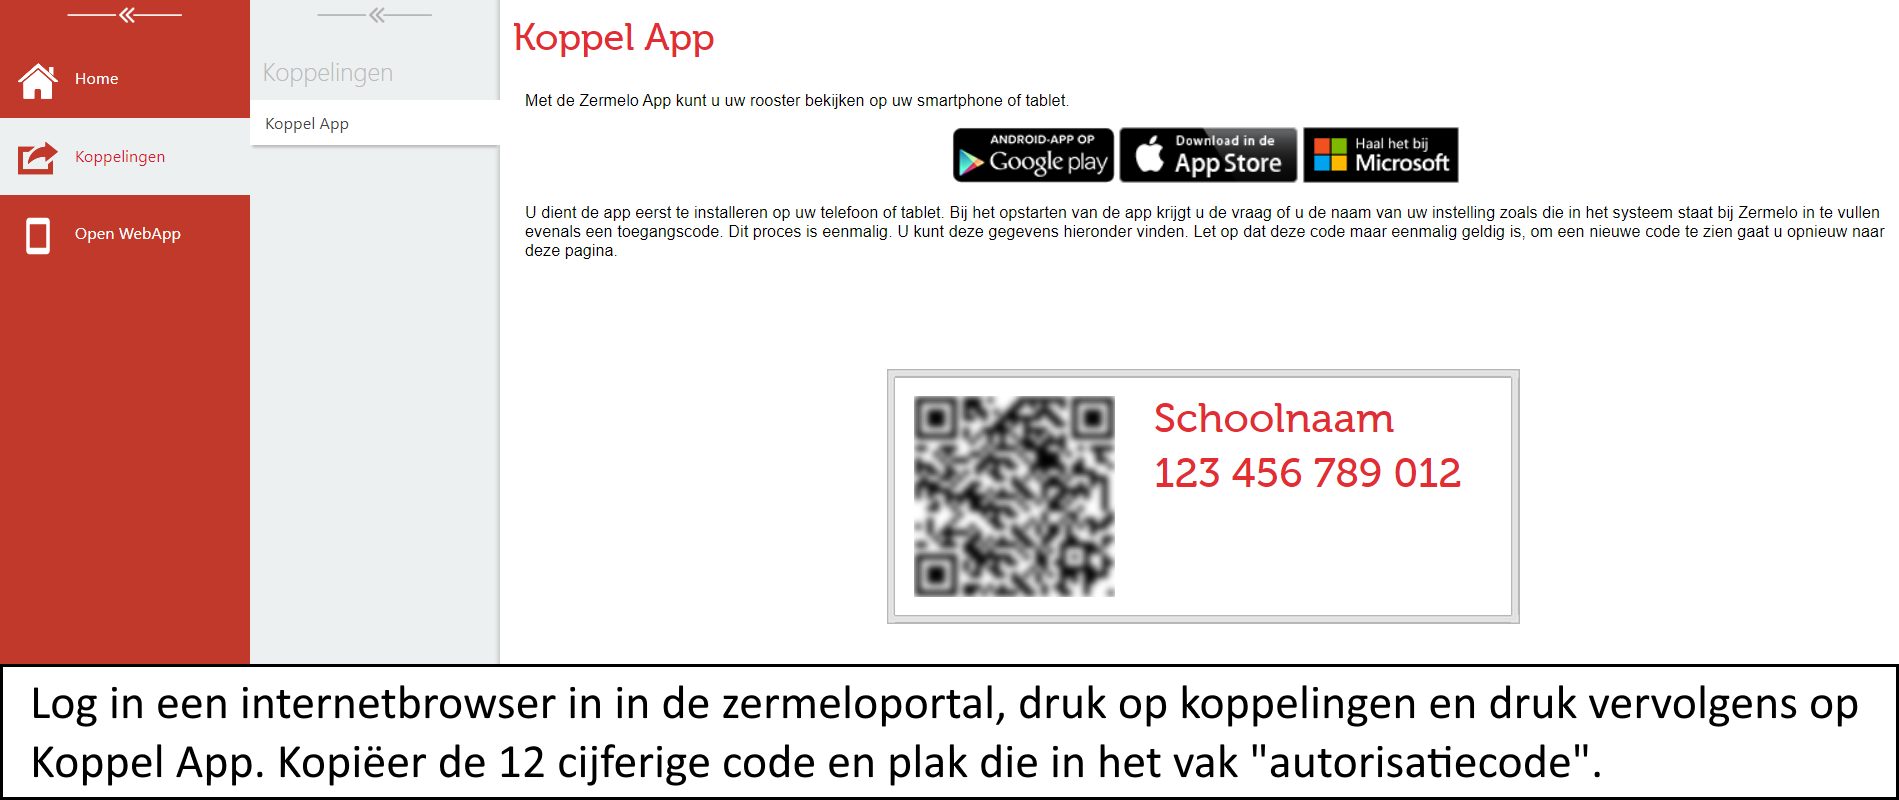 Home
Koppelingen
Open WebApp
Koppelingen
Koppel App
Koppel App
Met de Zermelo App kunt u uw rooster bekijken op uw smartphone of tablet.
ANDROID-APP OP
Google play
Download in de
App Store
Haal het bij
Microsoft
U dient de app eerst te installeren op uw telefoon of tablet. Bij het opstarten van de app krijgt u de vraag of u de naam van uw instelling zoals die in het systeem staat bij Zermelo in te vullen
evenals een toegangscode. Dit proces is eenmalig. U kunt deze gegevens hieronder vinden. Let op dat deze code maar eenmalig geldig is, om een nieuwe code te zien gaat u opnieuw naar
deze pagina.
Schoolnaam
123 456 789 012
Log in een internetbrowser in in de zermeloportal, druk op koppelingen en druk vervolgens op
Koppel App. Kopiëer de 12 cijferige code en plak die in het vak "autorisatiecode".